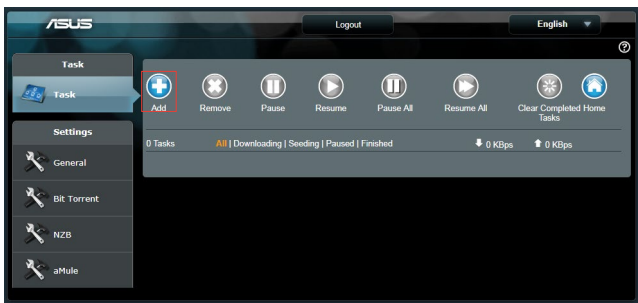 ASUS
Logout
English
Task
Task
Settings
General
Bit Torrent
NZB
aMule
Add
Remove
Pause
Resume
Pause All
Resume All
Clear Completed Tasks
Home
0 Tasks
All | Downloading | Seeding | Paused | Finished
0 KBps
0 KBps